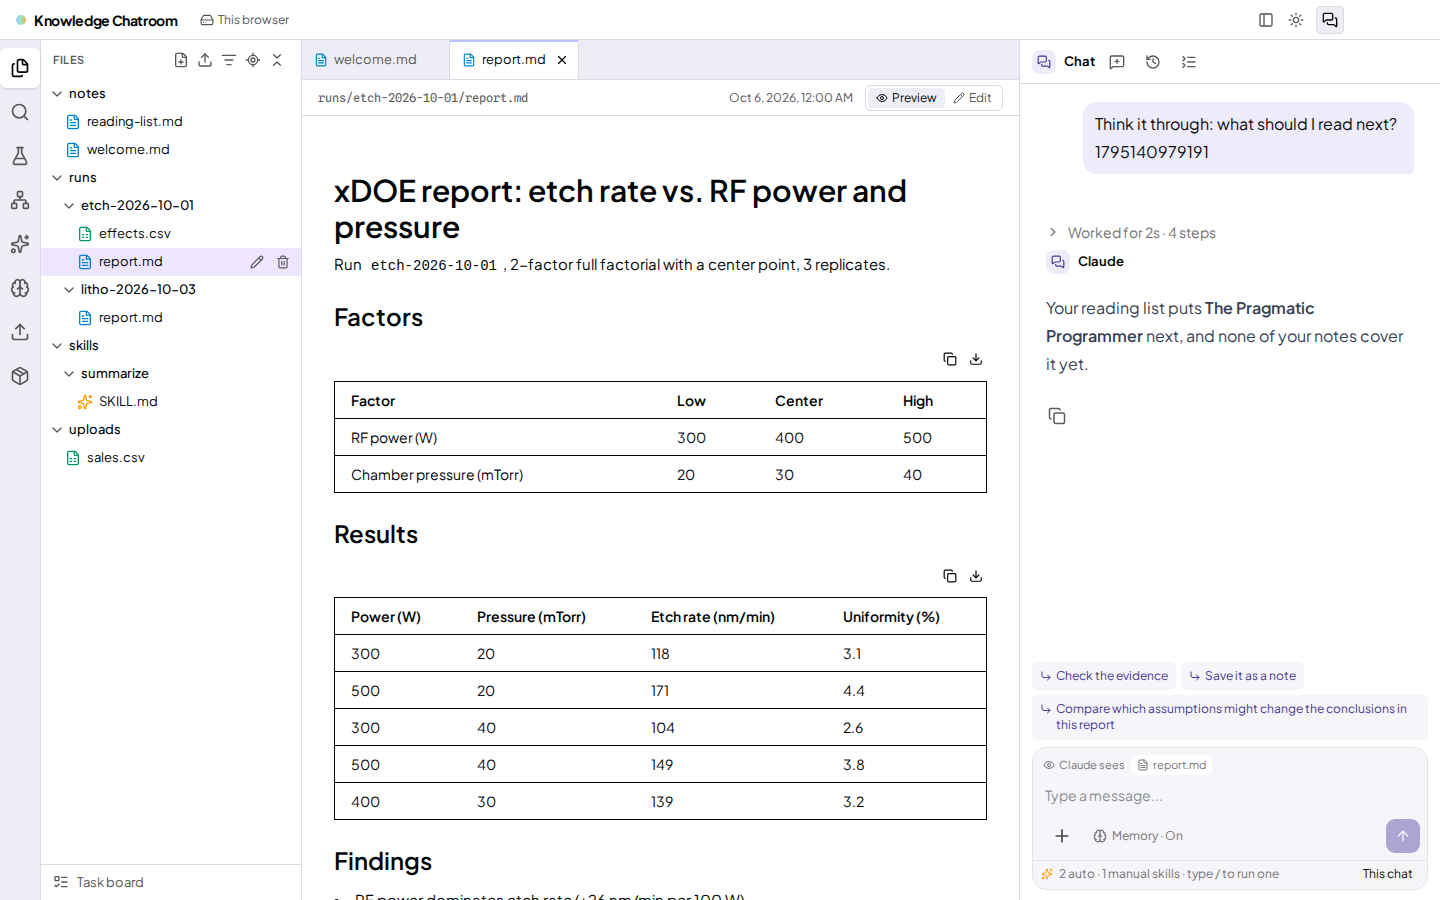 Knowledge Chatroom
This browser
FILES
notes
reading-list.md
welcome.md
runs
etch-2026-10-01
effects.csv
report.md
litho-2026-10-03
report.md
skills
summarize
SKILL.md
uploads
sales.csv
Task board
welcome.md
report.md
runs/etch-2026-10-01/report.md
Oct 6, 2026, 12:00 AM
Preview
Edit
xDOE report: etch rate vs. RF power and
pressure
Run etch-2026-10-01 , 2-factor full factorial with a center point, 3 replicates.
Factors
Factor Low Center High
RF power (W) 300 400 500
Chamber pressure (mTorr) 20 30 40
Results
Power (W) Pressure (mTorr) Etch rate (nm/min) Uniformity (%)
300 20 118 3.1
500 20 171 4.4
300 40 104 2.6
500 40 149 3.8
400 30 139 3.2
Findings
RF power dominates etch rate (+26 nm/min per 100 W)
Chat
Think it through: what should I read next?
1795140979191
Worked for 2s · 4 steps
Claude
Your reading list puts The Pragmatic
Programmer next, and none of your notes cover
it yet.
Check the evidence
Save it as a note
Compare which assumptions might change the conclusions in
this report
Claude sees
report.md
Type a message...
Memory · On
2 auto · 1 manual skills · type / to run one
This chat